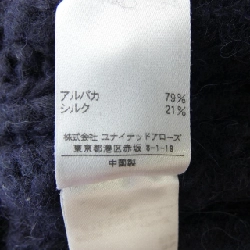 アルパカ 79%
シルク 21%
株式会社 ユナイテッドアローズ
東京都港区赤坂 8-1-19
中国製